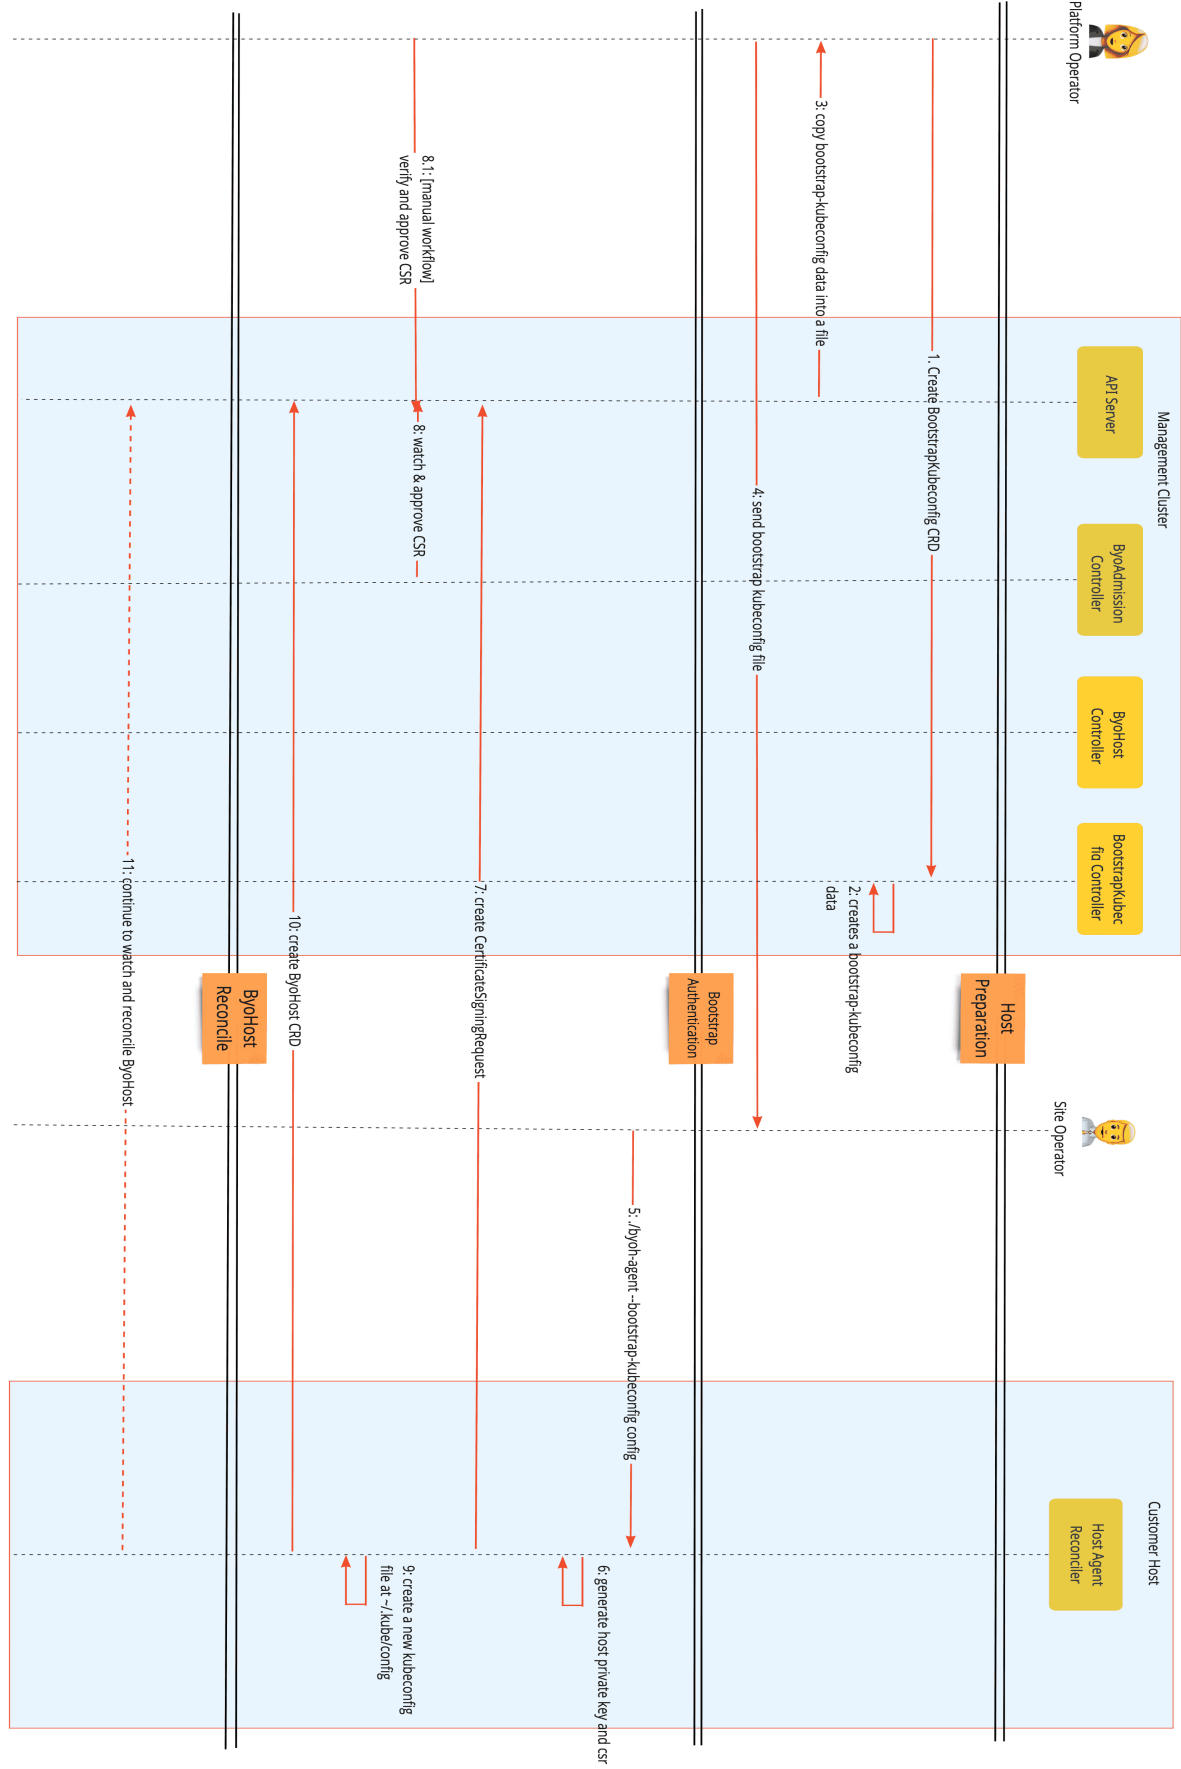 Platform Operator
Management Cluster
API Server
ByoAdmission
Controller
ByoHost
Controller
BootstrapKubec
fig Controller
Site Operator
Customer Host
Host Agent
Reconciler
Host
Preparation
1. Create BootstrapKubeconfig CRD
2: creates a bootstrap-kubeconfig
data
3: copy bootstrap-kubeconfig data into a file
4: send bootstrap kubeconfig file
Bootstrap
Authentication
5: ./byoh-agent --bootstrap-kubeconfig config
6: generate host private key and csr
7: create CertificateSigningRequest
8: watch & approve CSR
8.1: [manual workflow]
verify and approve CSR
9: create a new kubeconfig
file at ~/.kube/config
10: create ByoHost CRD
ByoHost
Reconcile
11: continue to watch and reconcile ByoHost